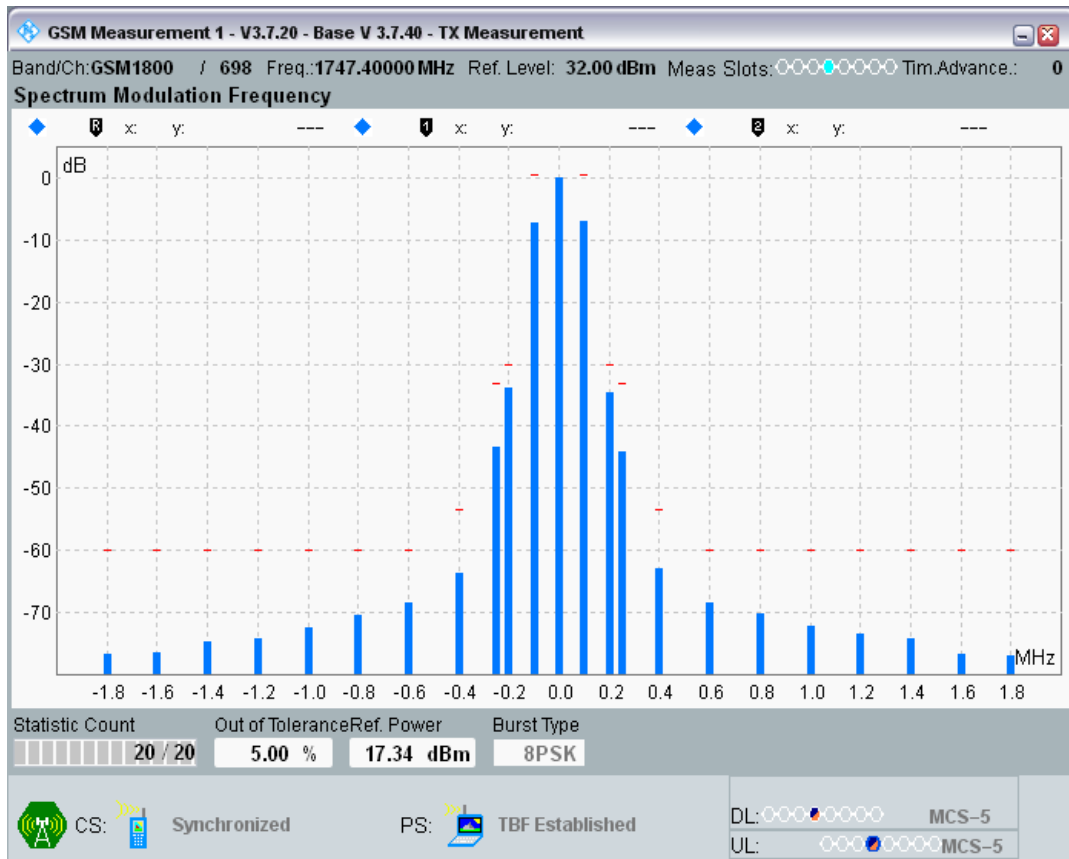 GSM Measurement 1 - V3.7.20 - Base V 3.7.40 - TX Measurement
Band/Ch:GSM1800 / 698 Freq.:1747.40000 MHz Ref. Level: 32.00 dBm Meas Slots: Tim.Advance.: 0
Spectrum Modulation Frequency
R x: y: --- 1 x: y: --- 2 x: y: ---
dB
0
-10
-20
-30
-40
-50
-60
-70
MHz
-1.8 -1.6 -1.4 -1.2 -1.0 -0.8 -0.6 -0.4 -0.2 0.0 0.2 0.4 0.6 0.8 1.0 1.2 1.4 1.6 1.8
Statistic Count Out of Tolerance Ref. Power Burst Type
20 / 20 5.00 % 17.34 dBm 8PSK
CS: Synchronized PS: TBF Established DL: MCS-5
UL: MCS-5